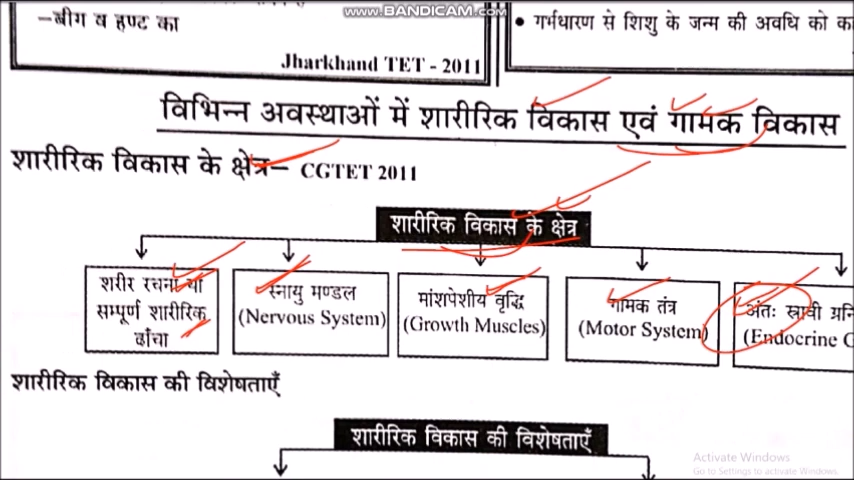 WWW.BANDICAM.COM
–बीग व हण्ट का
Jharkhand TET - 2011
• गर्भधारण से शिशु के जन्म की अवधि को
विभिन्न अवस्थाओं में शारीरिक विकास एवं गामक विकास
शारीरिक विकास के क्षेत्र– CGTET 2011
शारीरिक विकास के क्षेत्र
शरीर रचना या
सम्पूर्ण शारीरिक
ढाँचा
स्नायु मण्डल
(Nervous System)
मांशपेशीय वृद्धि
(Growth Muscles)
गामक तंत्र
(Motor System)
अंतः स्त्रावी
(Endocrine
शारीरिक विकास की विशेषताएँ
शारीरिक विकास की विशेषताएँ
Activate Windows
Go to Settings to activate Windows.